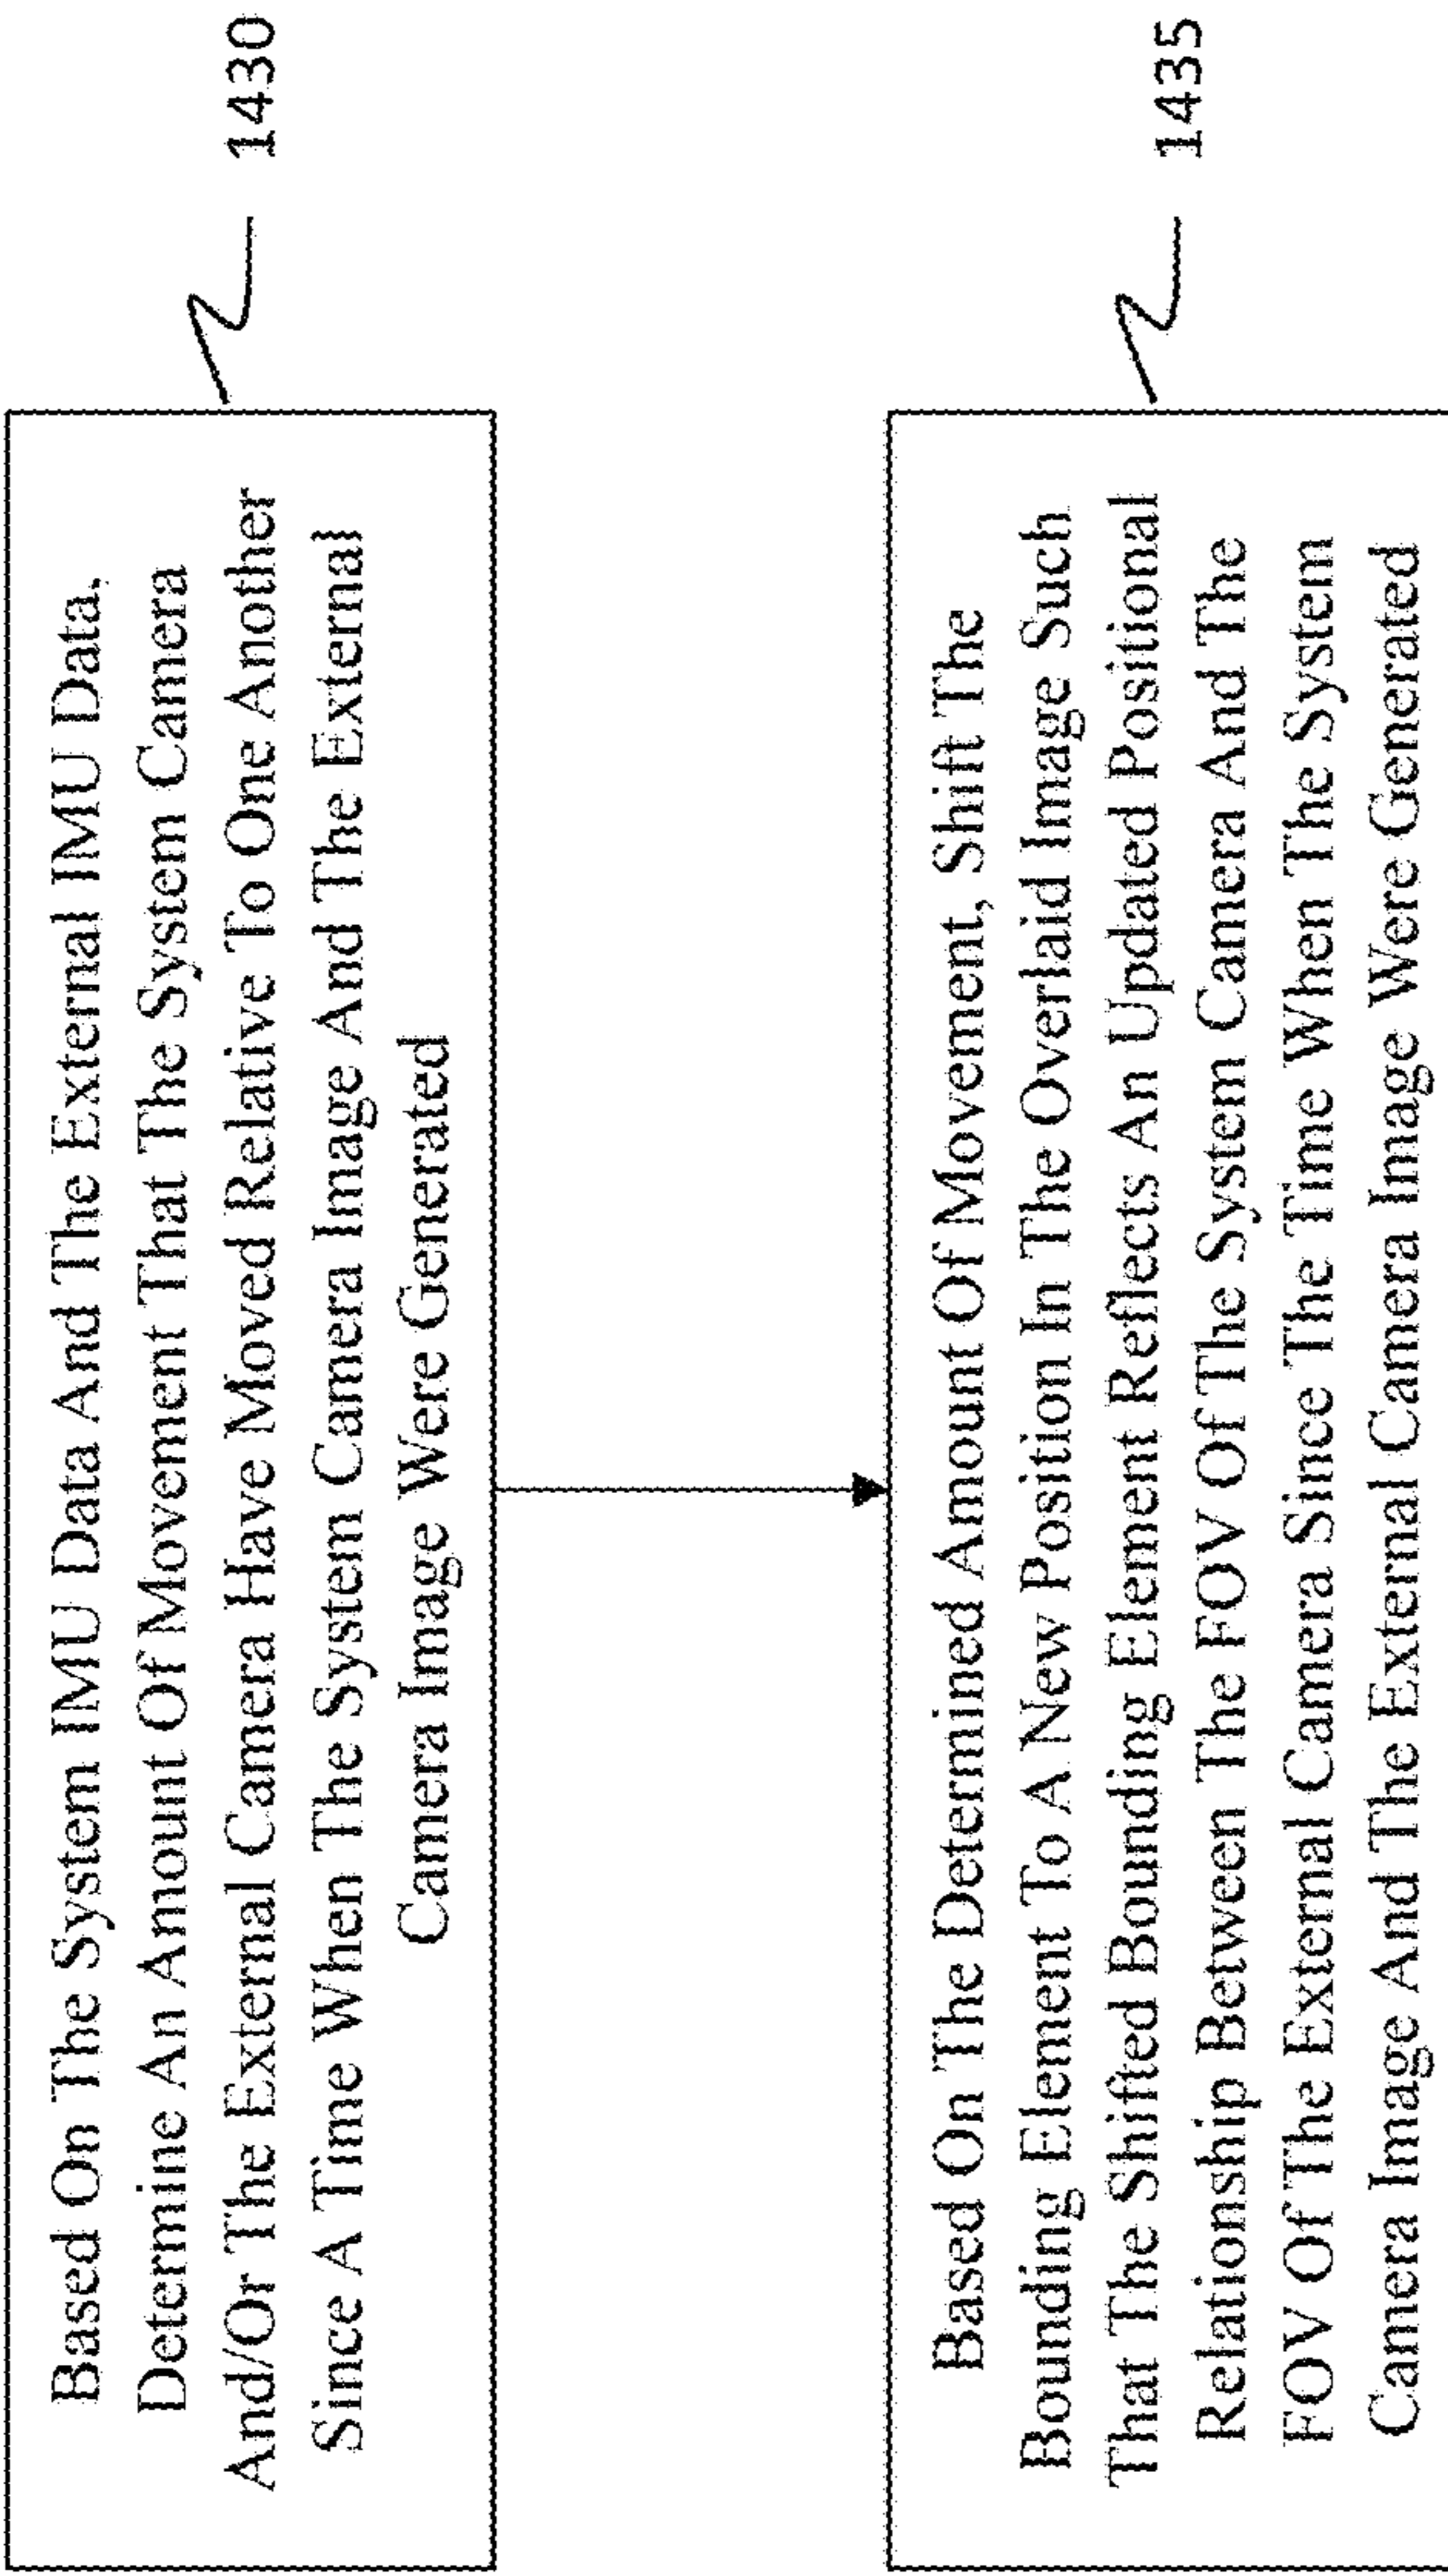 Based On The System IMU Data And The External IMU Data,
Determine An Amount Of Movement That The System Camera
And/Or The External Camera Have Moved Relative To One Another
Since A Time When The System Camera Image And The External
Camera Image Were Generated
1430
Based On The Determined Amount Of Movement, Shift The
Bounding Element To A New Position In The Overlaid Image Such
That The Shifted Bounding Element Reflects An Updated Positional
Relationship Between The FOV Of The System Camera And The
FOV Of The External Camera Since The Time When The System
Camera Image And The External Camera Image Were Generated
1435